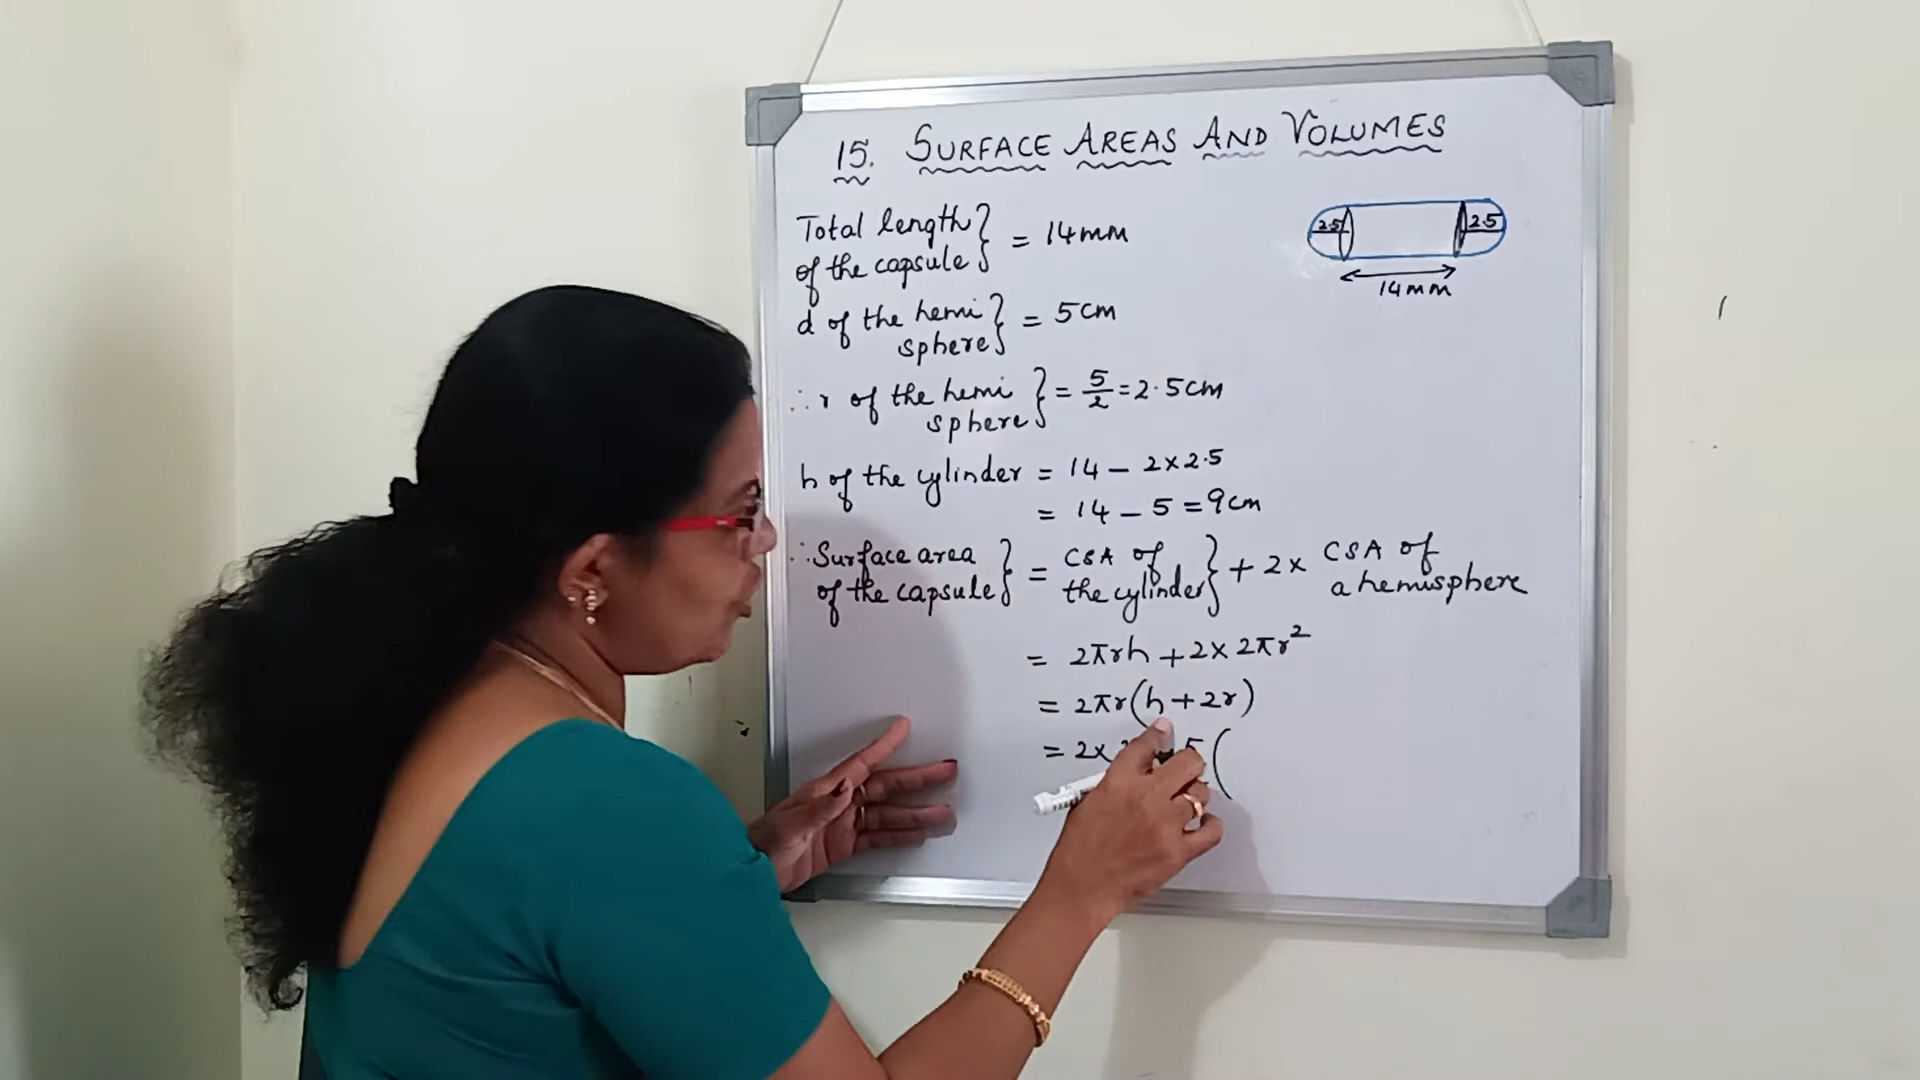 15. SURFACE AREAS AND VOLUMES
Total length
of the capsule } = 14mm
2.5 2.5
14mm
d of the hemi
sphere } = 5cm
∴ r of the hemi
sphere } = 5/2 = 2.5cm
h of the cylinder = 14 – 2×2.5
= 14 – 5 = 9cm
∴ Surface area
of the capsule } = CSA of
the cylinder } + 2× CSA of
a hemisphere
= 2πrh + 2× 2πr²
= 2πr(h+2r)
= 2× 5 (